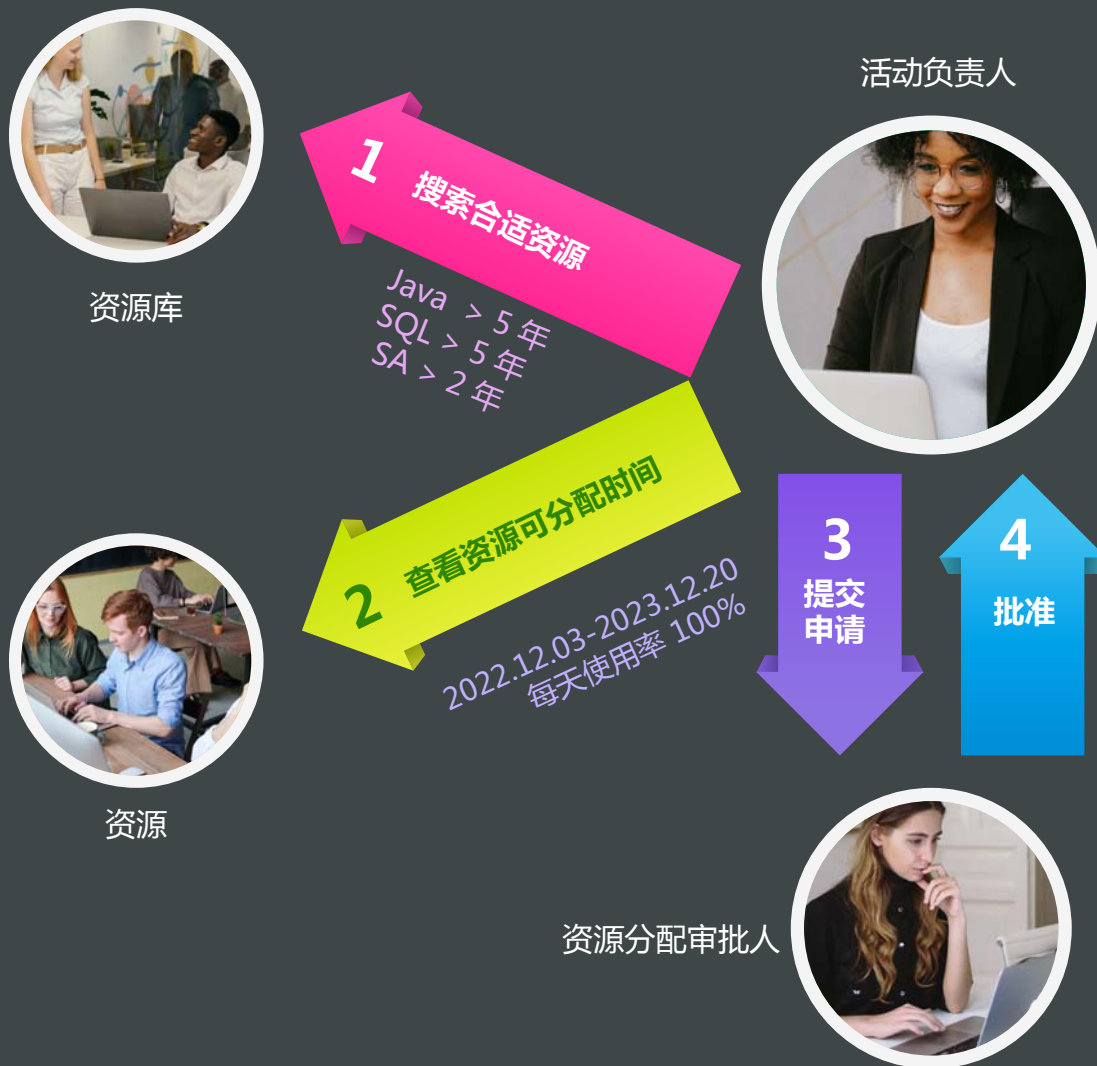 活动负责人
1 搜索合适资源
Java > 5 年
SQL > 5 年
SA > 2 年
资源库
2 查看资源可分配时间
2022.12.03-2023.12.20
每天使用率 100%
资源
3
提交
申请
4
批准
资源分配审批人